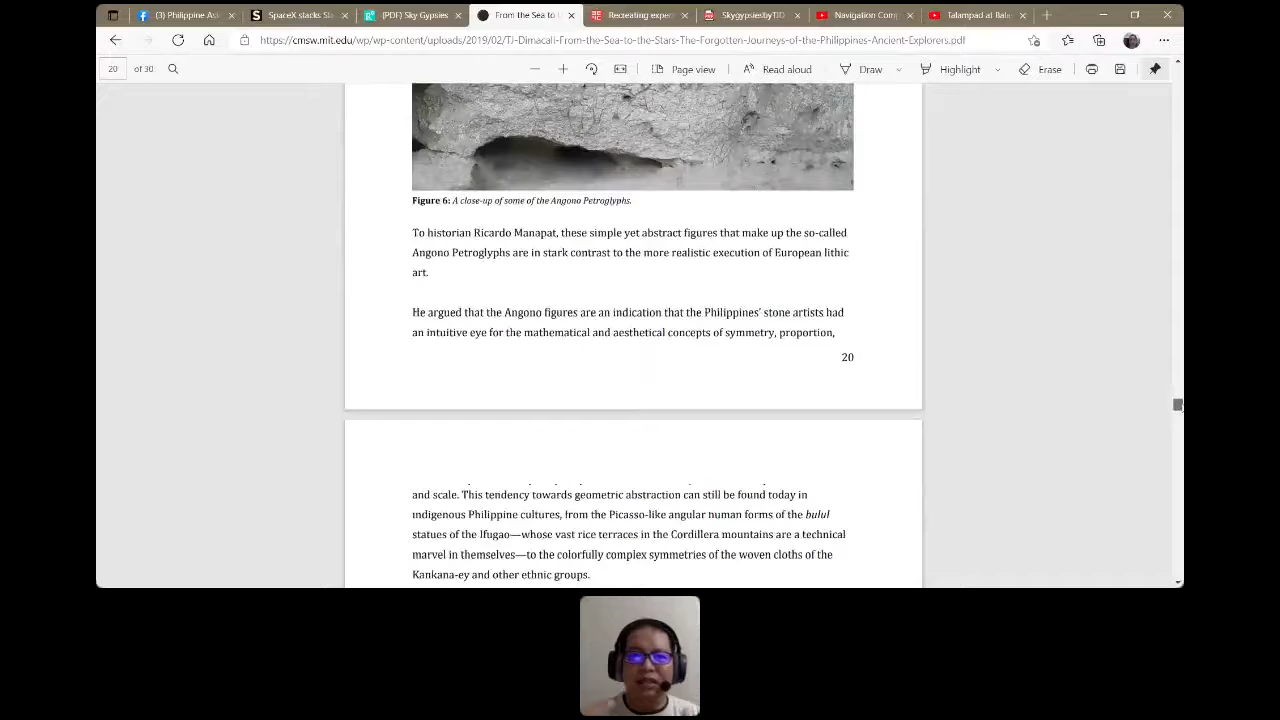 (3) Philippine As
SpaceX stacks St
(PDF) Sky Gypsies
From the Sea to
Recreating exper
SkygypsiesbyTJD
Navigation Comp
Talampad at Bala
https://cmsw.mit.edu/wp/wp-content/uploads/2019/02/TJ-Dimacali-From-the-Sea-to-the-Stars-The-Forgotten-Journeys-of-the-Philippines-Ancient-Explorers.pdf
20 of 30
Page view
Read aloud
Draw
Highlight
Erase
Figure 6: A close-up of some of the Angono Petroglyphs.
To historian Ricardo Manapat, these simple yet abstract figures that make up the so-called
Angono Petroglyphs are in stark contrast to the more realistic execution of European lithic
art.
He argued that the Angono figures are an indication that the Philippines' stone artists had
an intuitive eye for the mathematical and aesthetical concepts of symmetry, proportion,
20
and scale. This tendency towards geometric abstraction can still be found today in
indigenous Philippine cultures, from the Picasso-like angular human forms of the bulul
statues of the Ifugao—whose vast rice terraces in the Cordillera mountains are a technical
marvel in themselves—to the colorfully complex symmetries of the woven cloths of the
Kankana-ey and other ethnic groups.